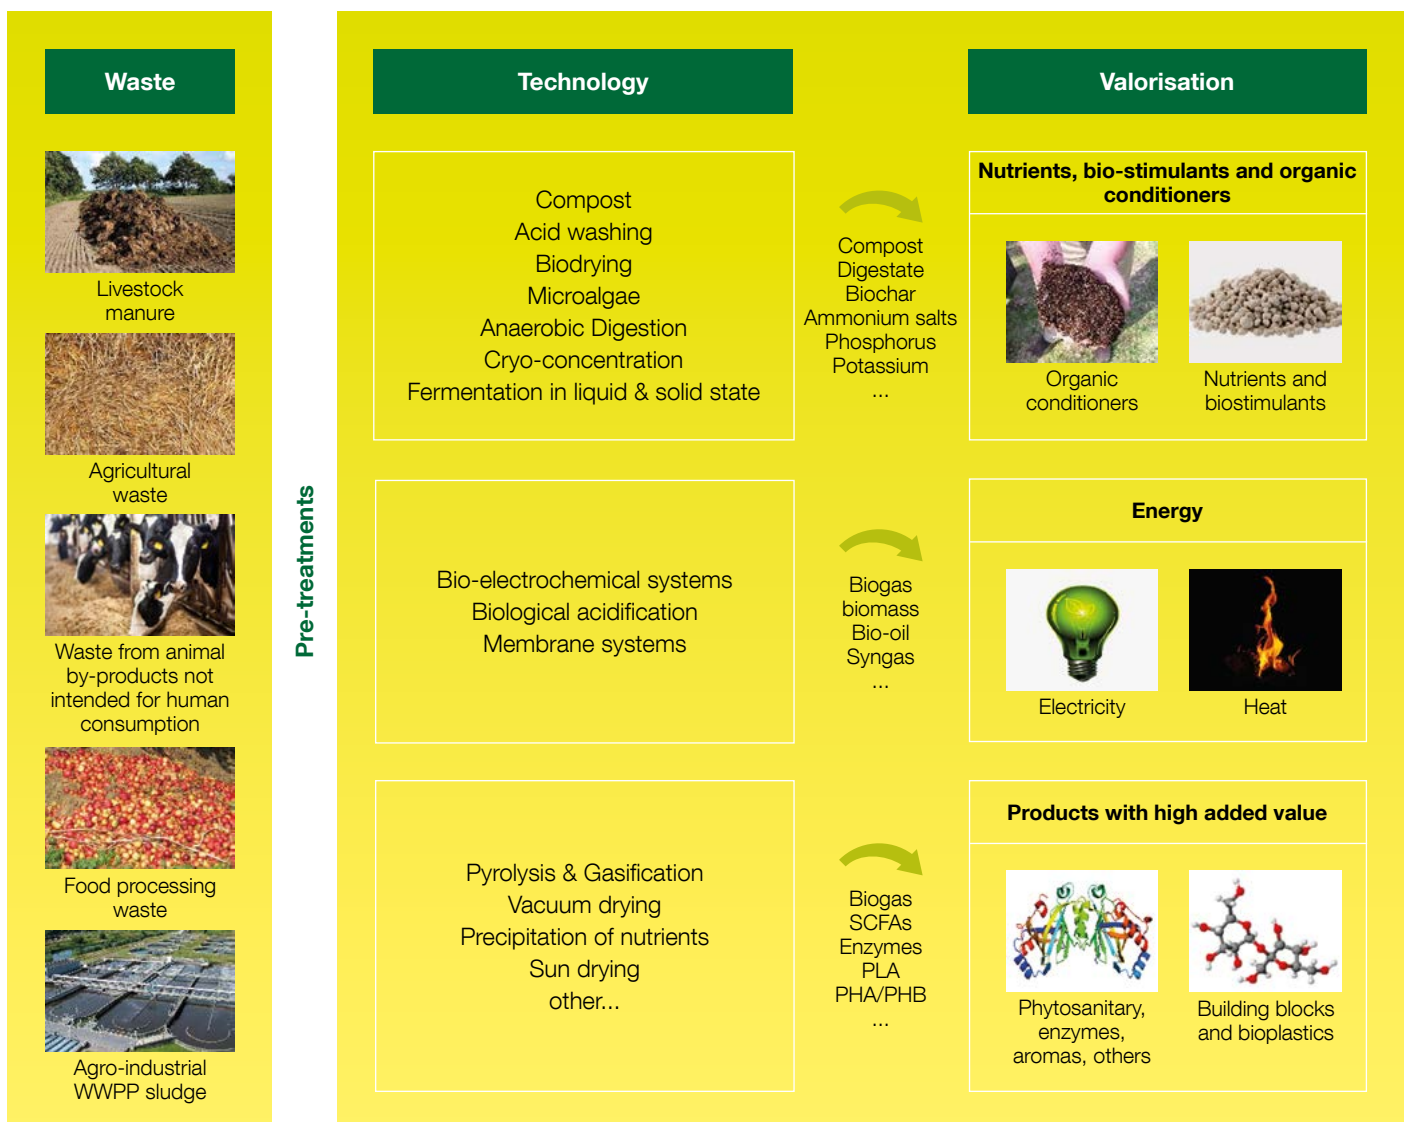 Waste
Livestock
manure
Agricultural
waste
Waste from animal
by-products not
intended for human
consumption
Food processing
waste
Agro-industrial
WWPP sludge
Pre-treatments
Technology
Compost
Acid washing
Biodrying
Microalgae
Anaerobic Digestion
Cryo-concentration
Fermentation in liquid & solid state
Bio-electrochemical systems
Biological acidification
Membrane systems
Pyrolysis & Gasification
Vacuum drying
Precipitation of nutrients
Sun drying
other...
Compost
Digestate
Biochar
Ammonium salts
Phosphorus
Potassium
...
Biogas
biomass
Bio-oil
Syngas
...
Biogas
SCFAs
Enzymes
PLA
PHA/PHB
...
Valorisation
Nutrients, bio-stimulants and organic
conditioners
Organic
conditioners
Nutrients and
biostimulants
Energy
Electricity
Heat
Products with high added value
Phytosanitary,
enzymes,
aromas, others
Building blocks
and bioplastics